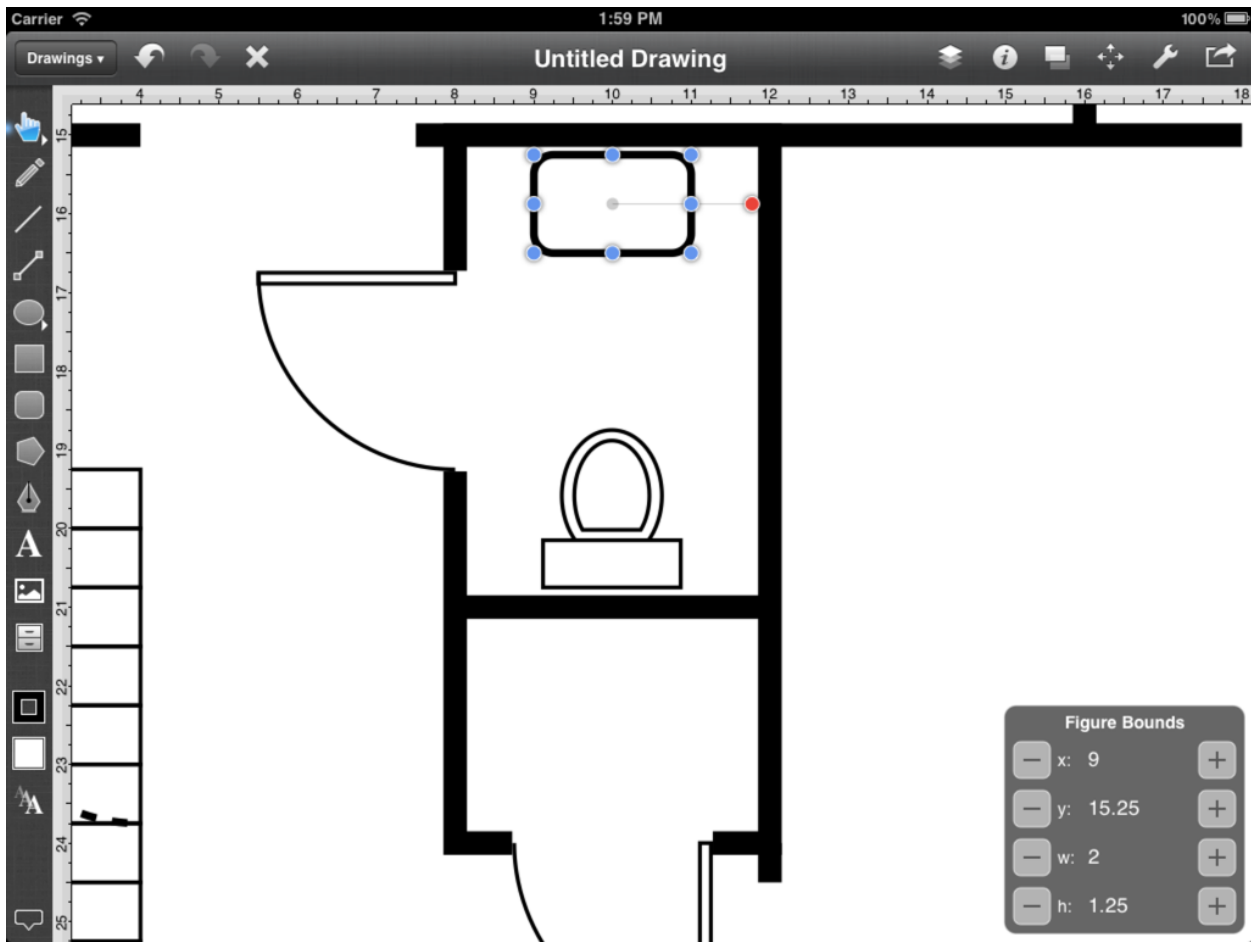 Carrier 1:59 PM 100%
Drawings ▾ Untitled Drawing
4 5 6 7 8 9 10 11 12 13 14 15 16 17 18
15
16
17
18
19
20
21
22
23
24
25
A
AAA
Figure Bounds
x: 9
y: 15.25
w: 2
h: 1.25